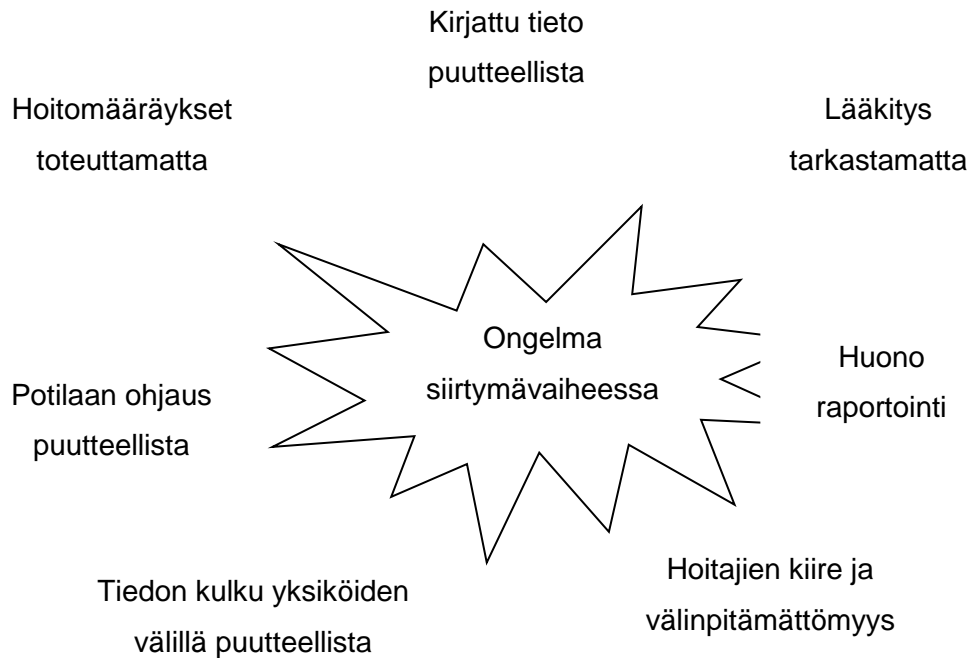 Kirjattu tieto
puutteellista
Hoitomääräykset
toteuttamatta
Lääkitys
tarkastamatta
Ongelma
siirtymävaiheessa
Huono
raportointi
Potilaan ohjaus
puutteellista
Hoitajien kiire ja
välinpitämättömyys
Tiedon kulku yksiköiden
välillä puutteellista